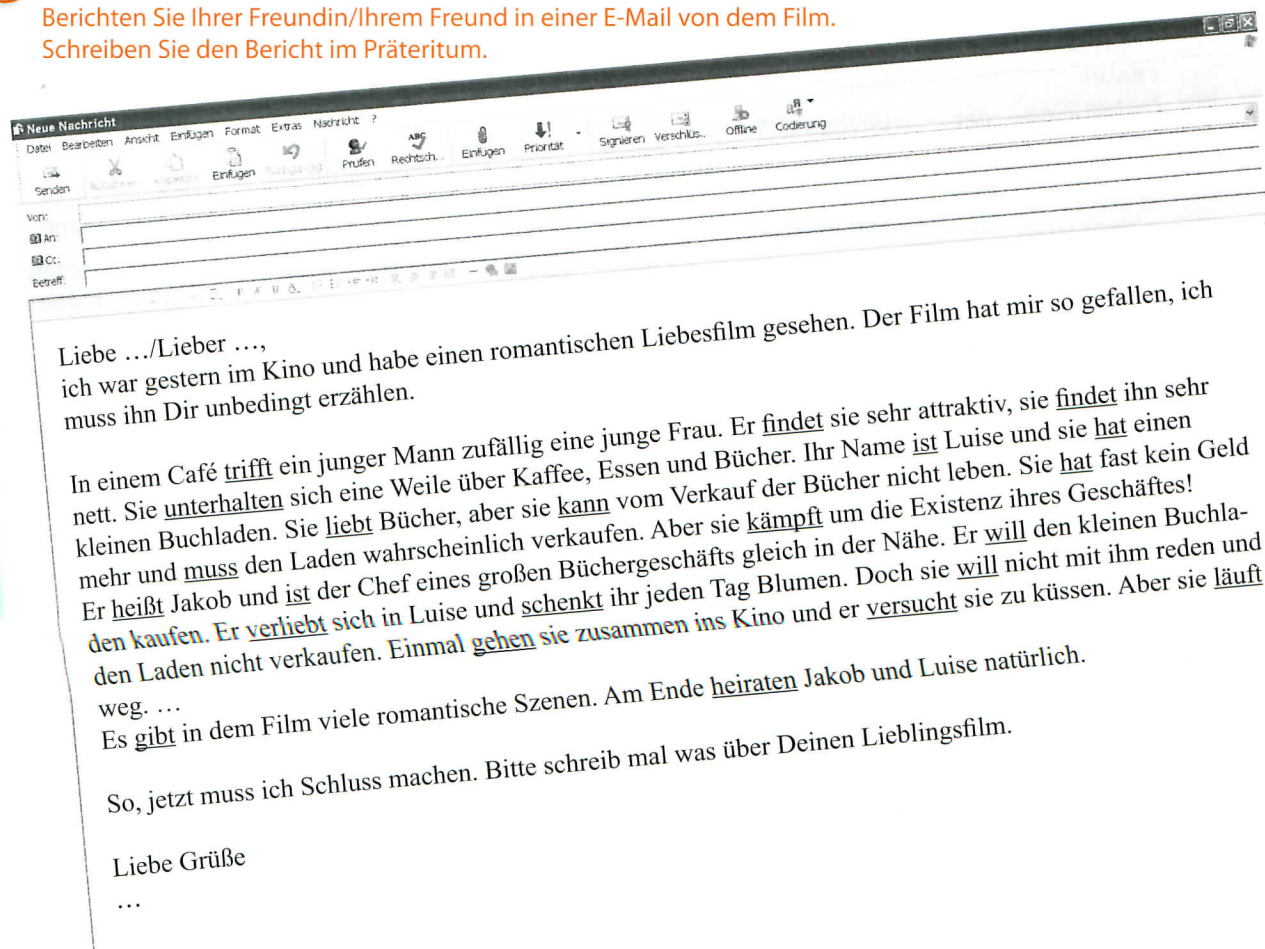 Berichten Sie Ihrer Freundin/Ihrem Freund in einer E-Mail von dem Film.
Schreiben Sie den Bericht im Präteritum.
Neue Nachricht
Datei Bearbeiten Ansicht Einfügen Format Extras Nachricht ?
Senden Einfügen Prüfen Rechtsch... Einfügen Priorität Signieren Verschlüs.. Offline Codierung
Von:
An:
Cc:
Betreff:
Liebe …/Lieber …,
ich war gestern im Kino und habe einen romantischen Liebesfilm gesehen. Der Film hat mir so gefallen, ich
muss ihn Dir unbedingt erzählen.
In einem Café trifft ein junger Mann zufällig eine junge Frau. Er findet sie sehr attraktiv, sie findet ihn sehr
nett. Sie unterhalten sich eine Weile über Kaffee, Essen und Bücher. Ihr Name ist Luise und sie hat einen
kleinen Buchladen. Sie liebt Bücher, aber sie kann vom Verkauf der Bücher nicht leben. Sie hat fast kein Geld
mehr und muss den Laden wahrscheinlich verkaufen. Aber sie kämpft um die Existenz ihres Geschäftes!
Er heißt Jakob und ist der Chef eines großen Büchergeschäfts gleich in der Nähe. Er will den kleinen Buchla-
den kaufen. Er verliebt sich in Luise und schenkt ihr jeden Tag Blumen. Doch sie will nicht mit ihm reden und
den Laden nicht verkaufen. Einmal gehen sie zusammen ins Kino und er versucht sie zu küssen. Aber sie läuft
weg. …
Es gibt in dem Film viele romantische Szenen. Am Ende heiraten Jakob und Luise natürlich.
So, jetzt muss ich Schluss machen. Bitte schreib mal was über Deinen Lieblingsfilm.
Liebe Grüße
…